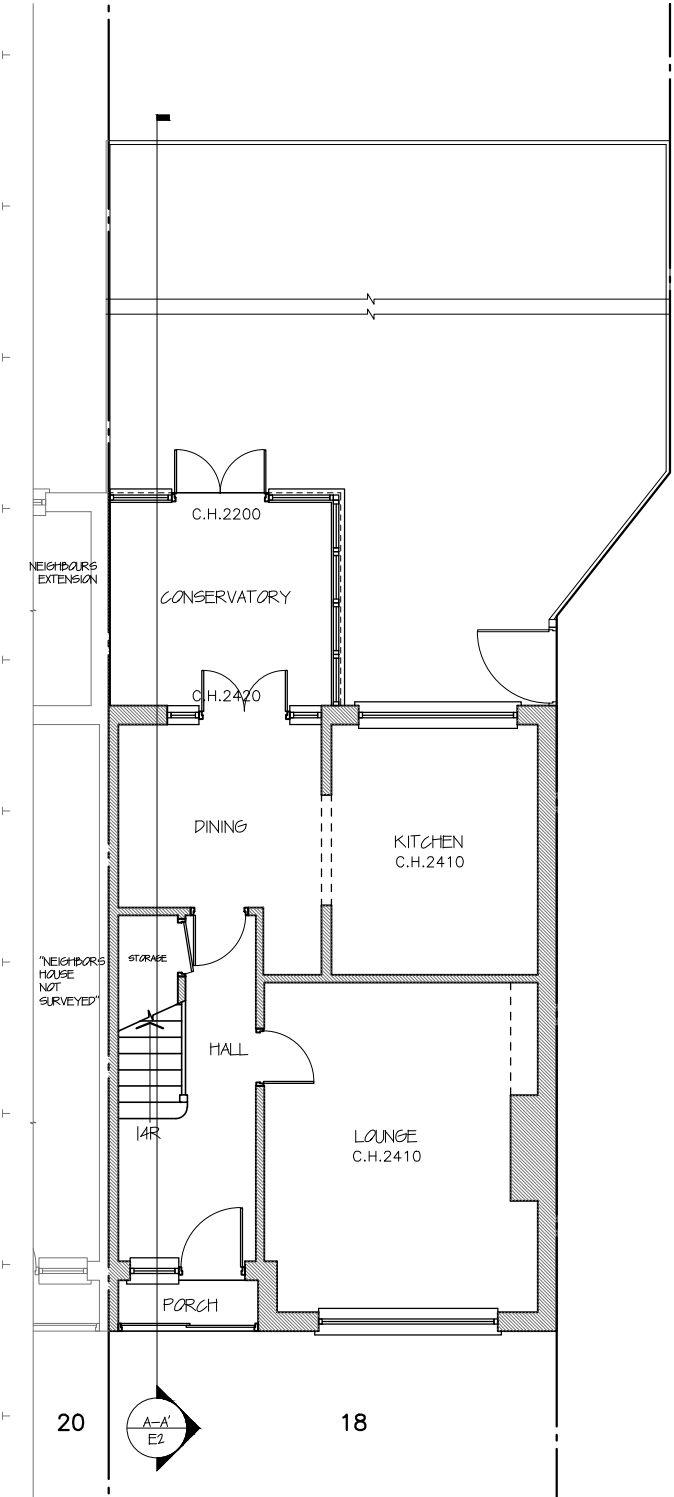 C.H.2200
NEIGHBOURS
EXTENSION
CONSERVATORY
C.H.2420
DINING
KITCHEN
C.H.2410
"NEIGHBORS
HOUSE
NOT
SURVEYED"
STORAGE
HALL
14R
LOUNGE
C.H.2410
PORCH
20
A-A'
E2
18